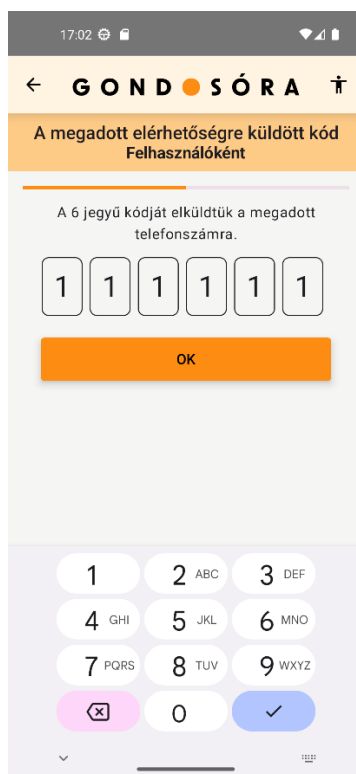 17:02
GONDOSÓRA
A megadott elérhetőségre küldött kód
Felhasználóként
A 6 jegyű kódját elküldtük a megadott
telefonszámra.
1 1 1 1 1 1
OK
1 2 ABC 3 DEF
4 GHI 5 JKL 6 MNO
7 PQRS 8 TUV 9 WXYZ
0